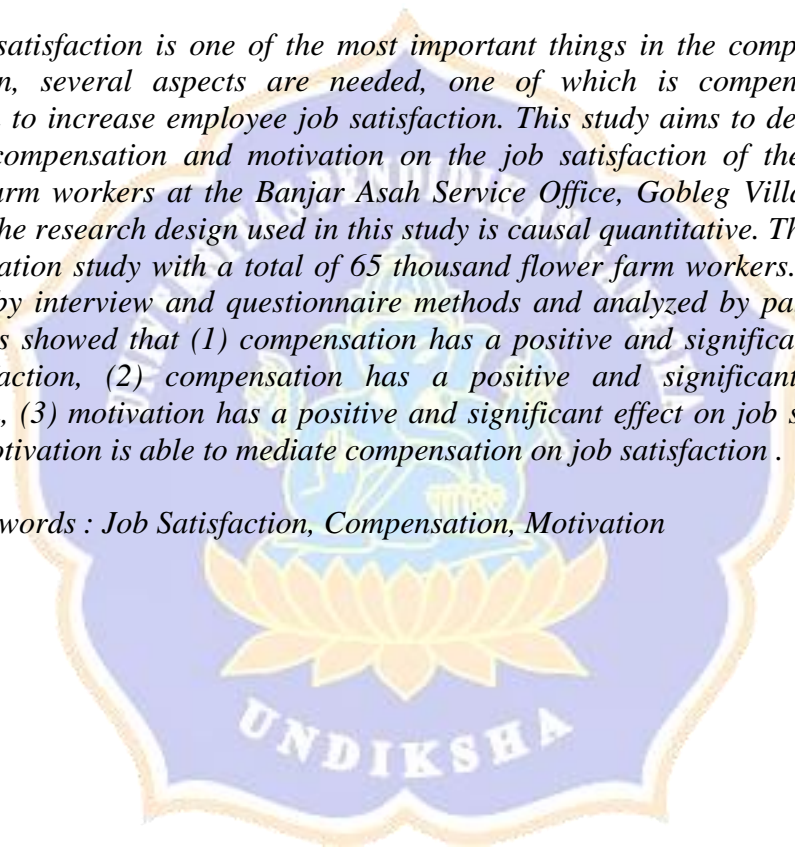 satisfaction is one of the most important things in the comp
n, several aspects are needed, one of which is compen
to increase employee job satisfaction. This study aims to de
compensation and motivation on the job satisfaction of the
arm workers at the Banjar Asah Service Office, Gobleg Villa
he research design used in this study is causal quantitative. Th
ation study with a total of 65 thousand flower farm workers.
by interview and questionnaire methods and analyzed by pa
s showed that (1) compensation has a positive and significa
action, (2) compensation has a positive and significant
, (3) motivation has a positive and significant effect on job s
otivation is able to mediate compensation on job satisfaction .
words : Job Satisfaction, Compensation, Motivation
UNIVERSITAS PENDIDIKAN GANESHA
UNDIKSHA